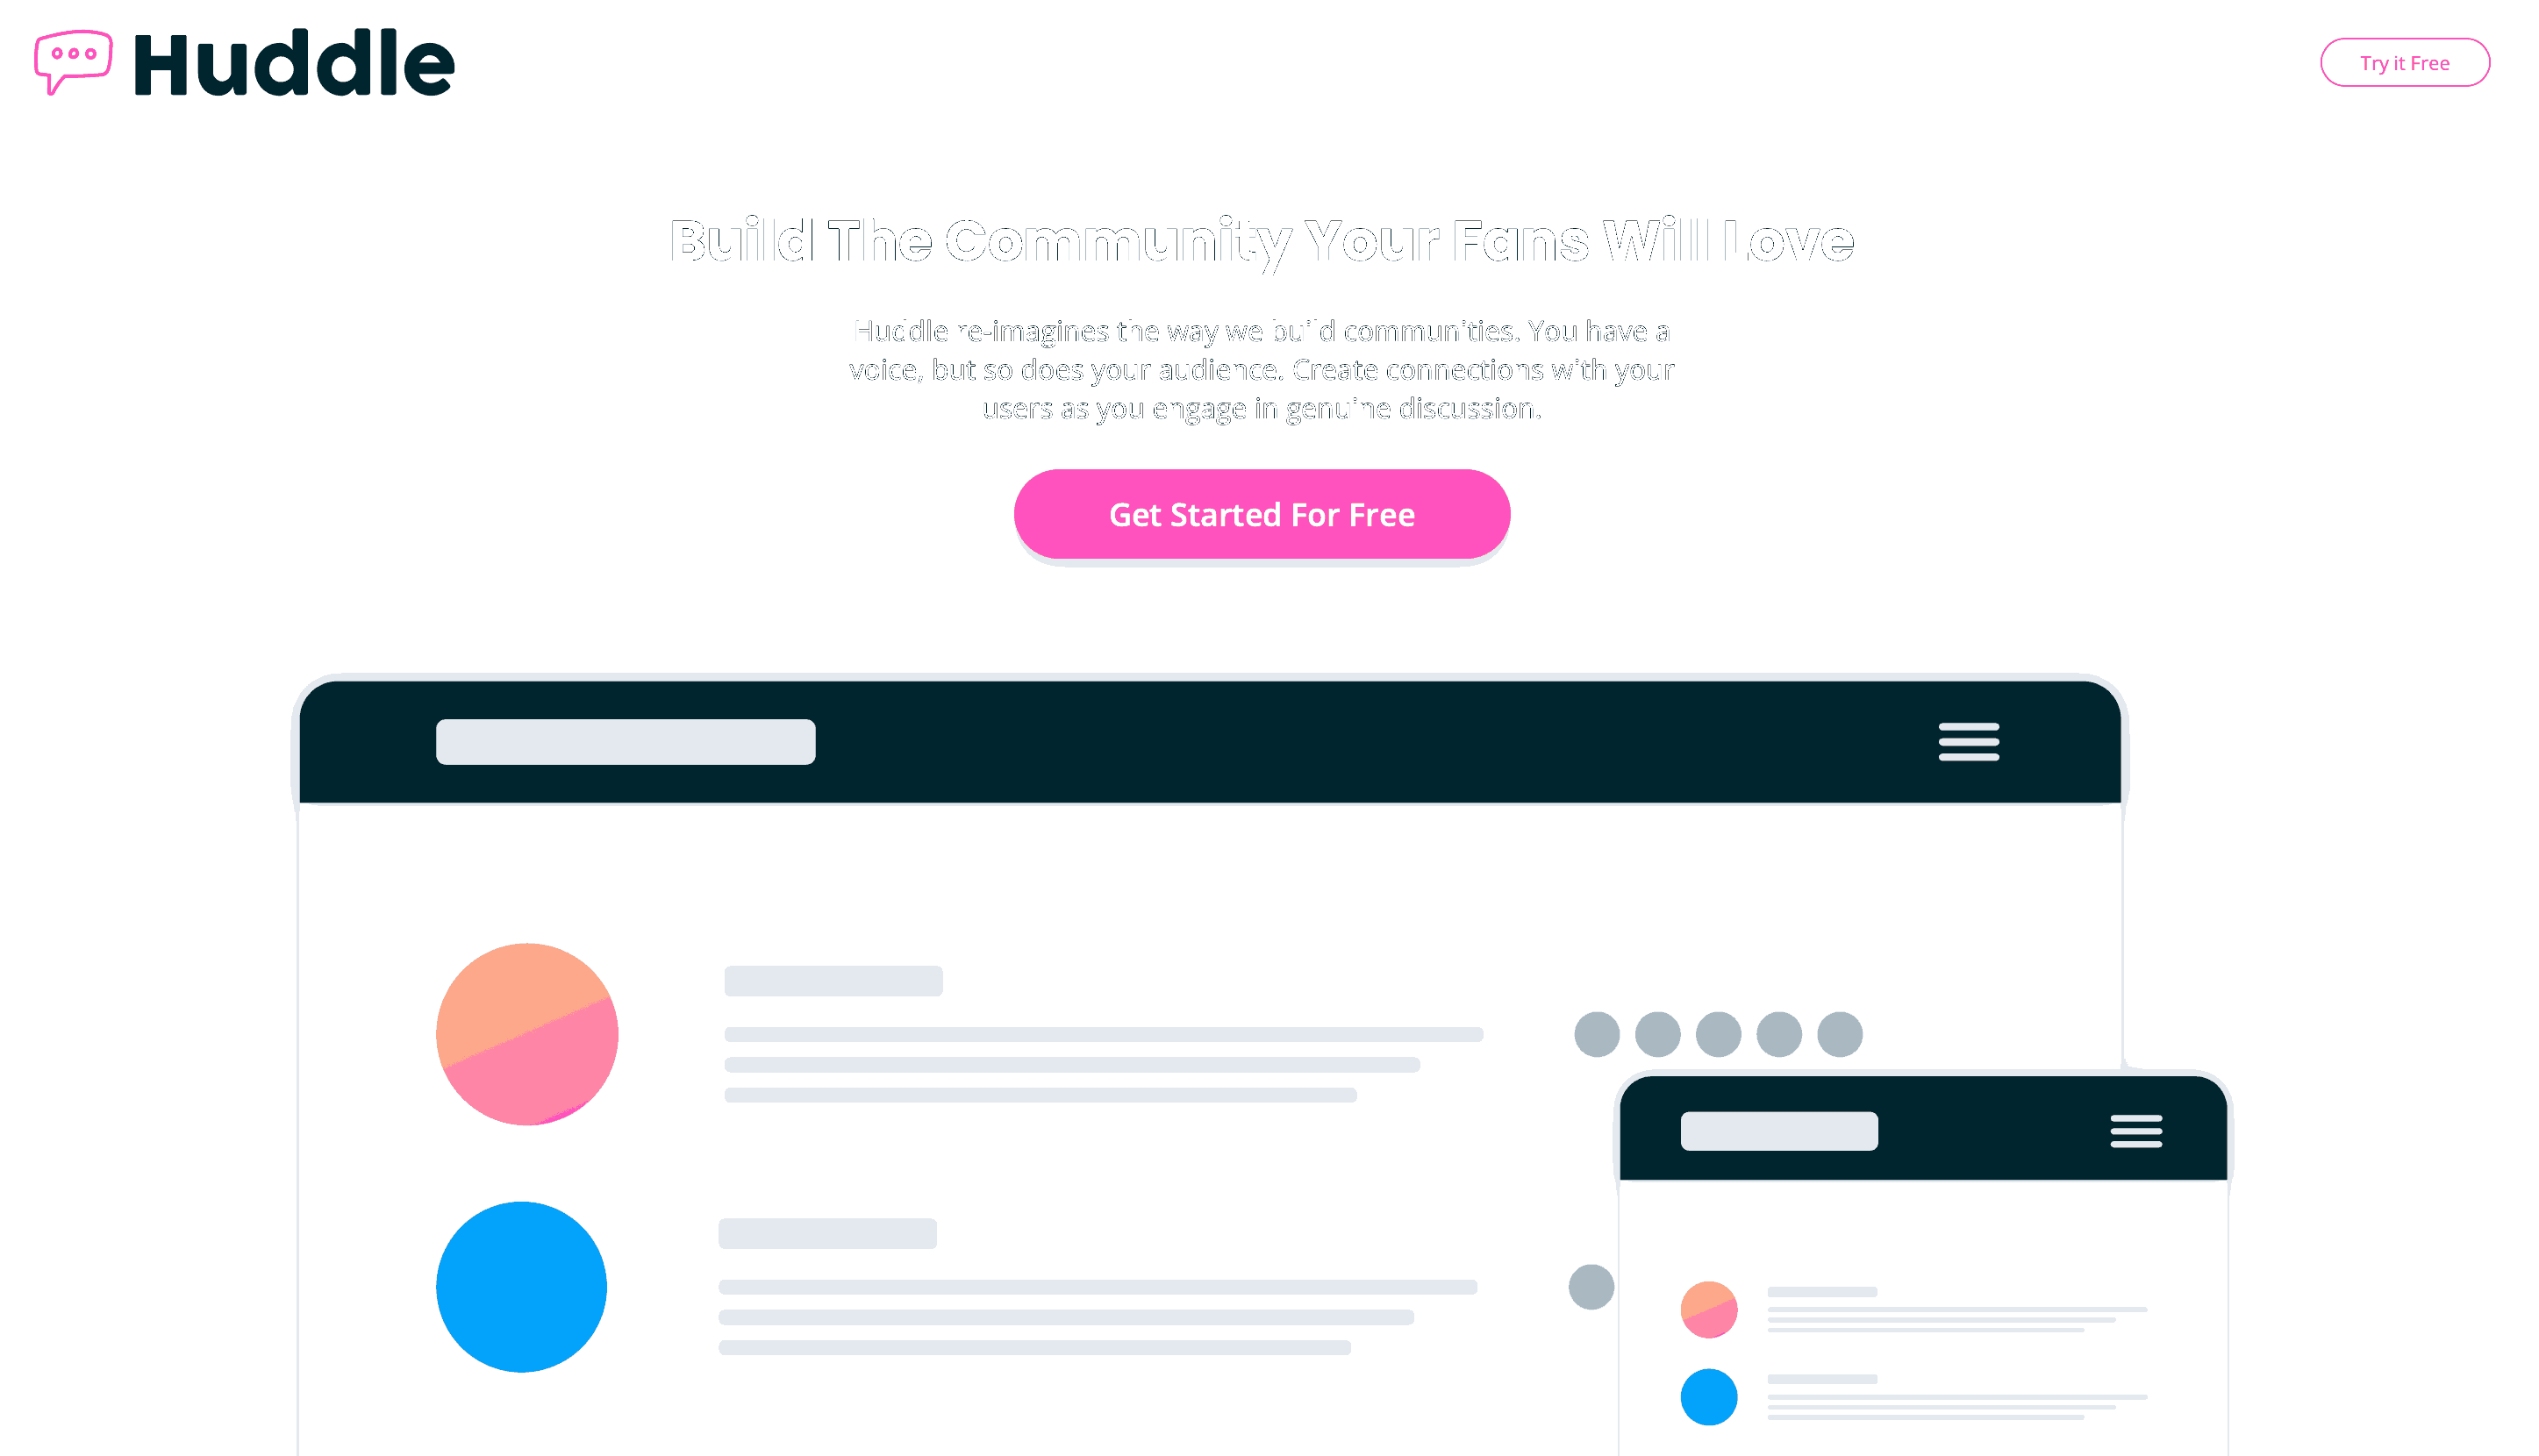 Huddle
Try it Free
Build The Community Your Fans Will Love
Huddle re-imagines the way we build communities. You have a
voice, but so does your audience. Create connections with your
users as you engage in genuine discussion.
Get Started For Free